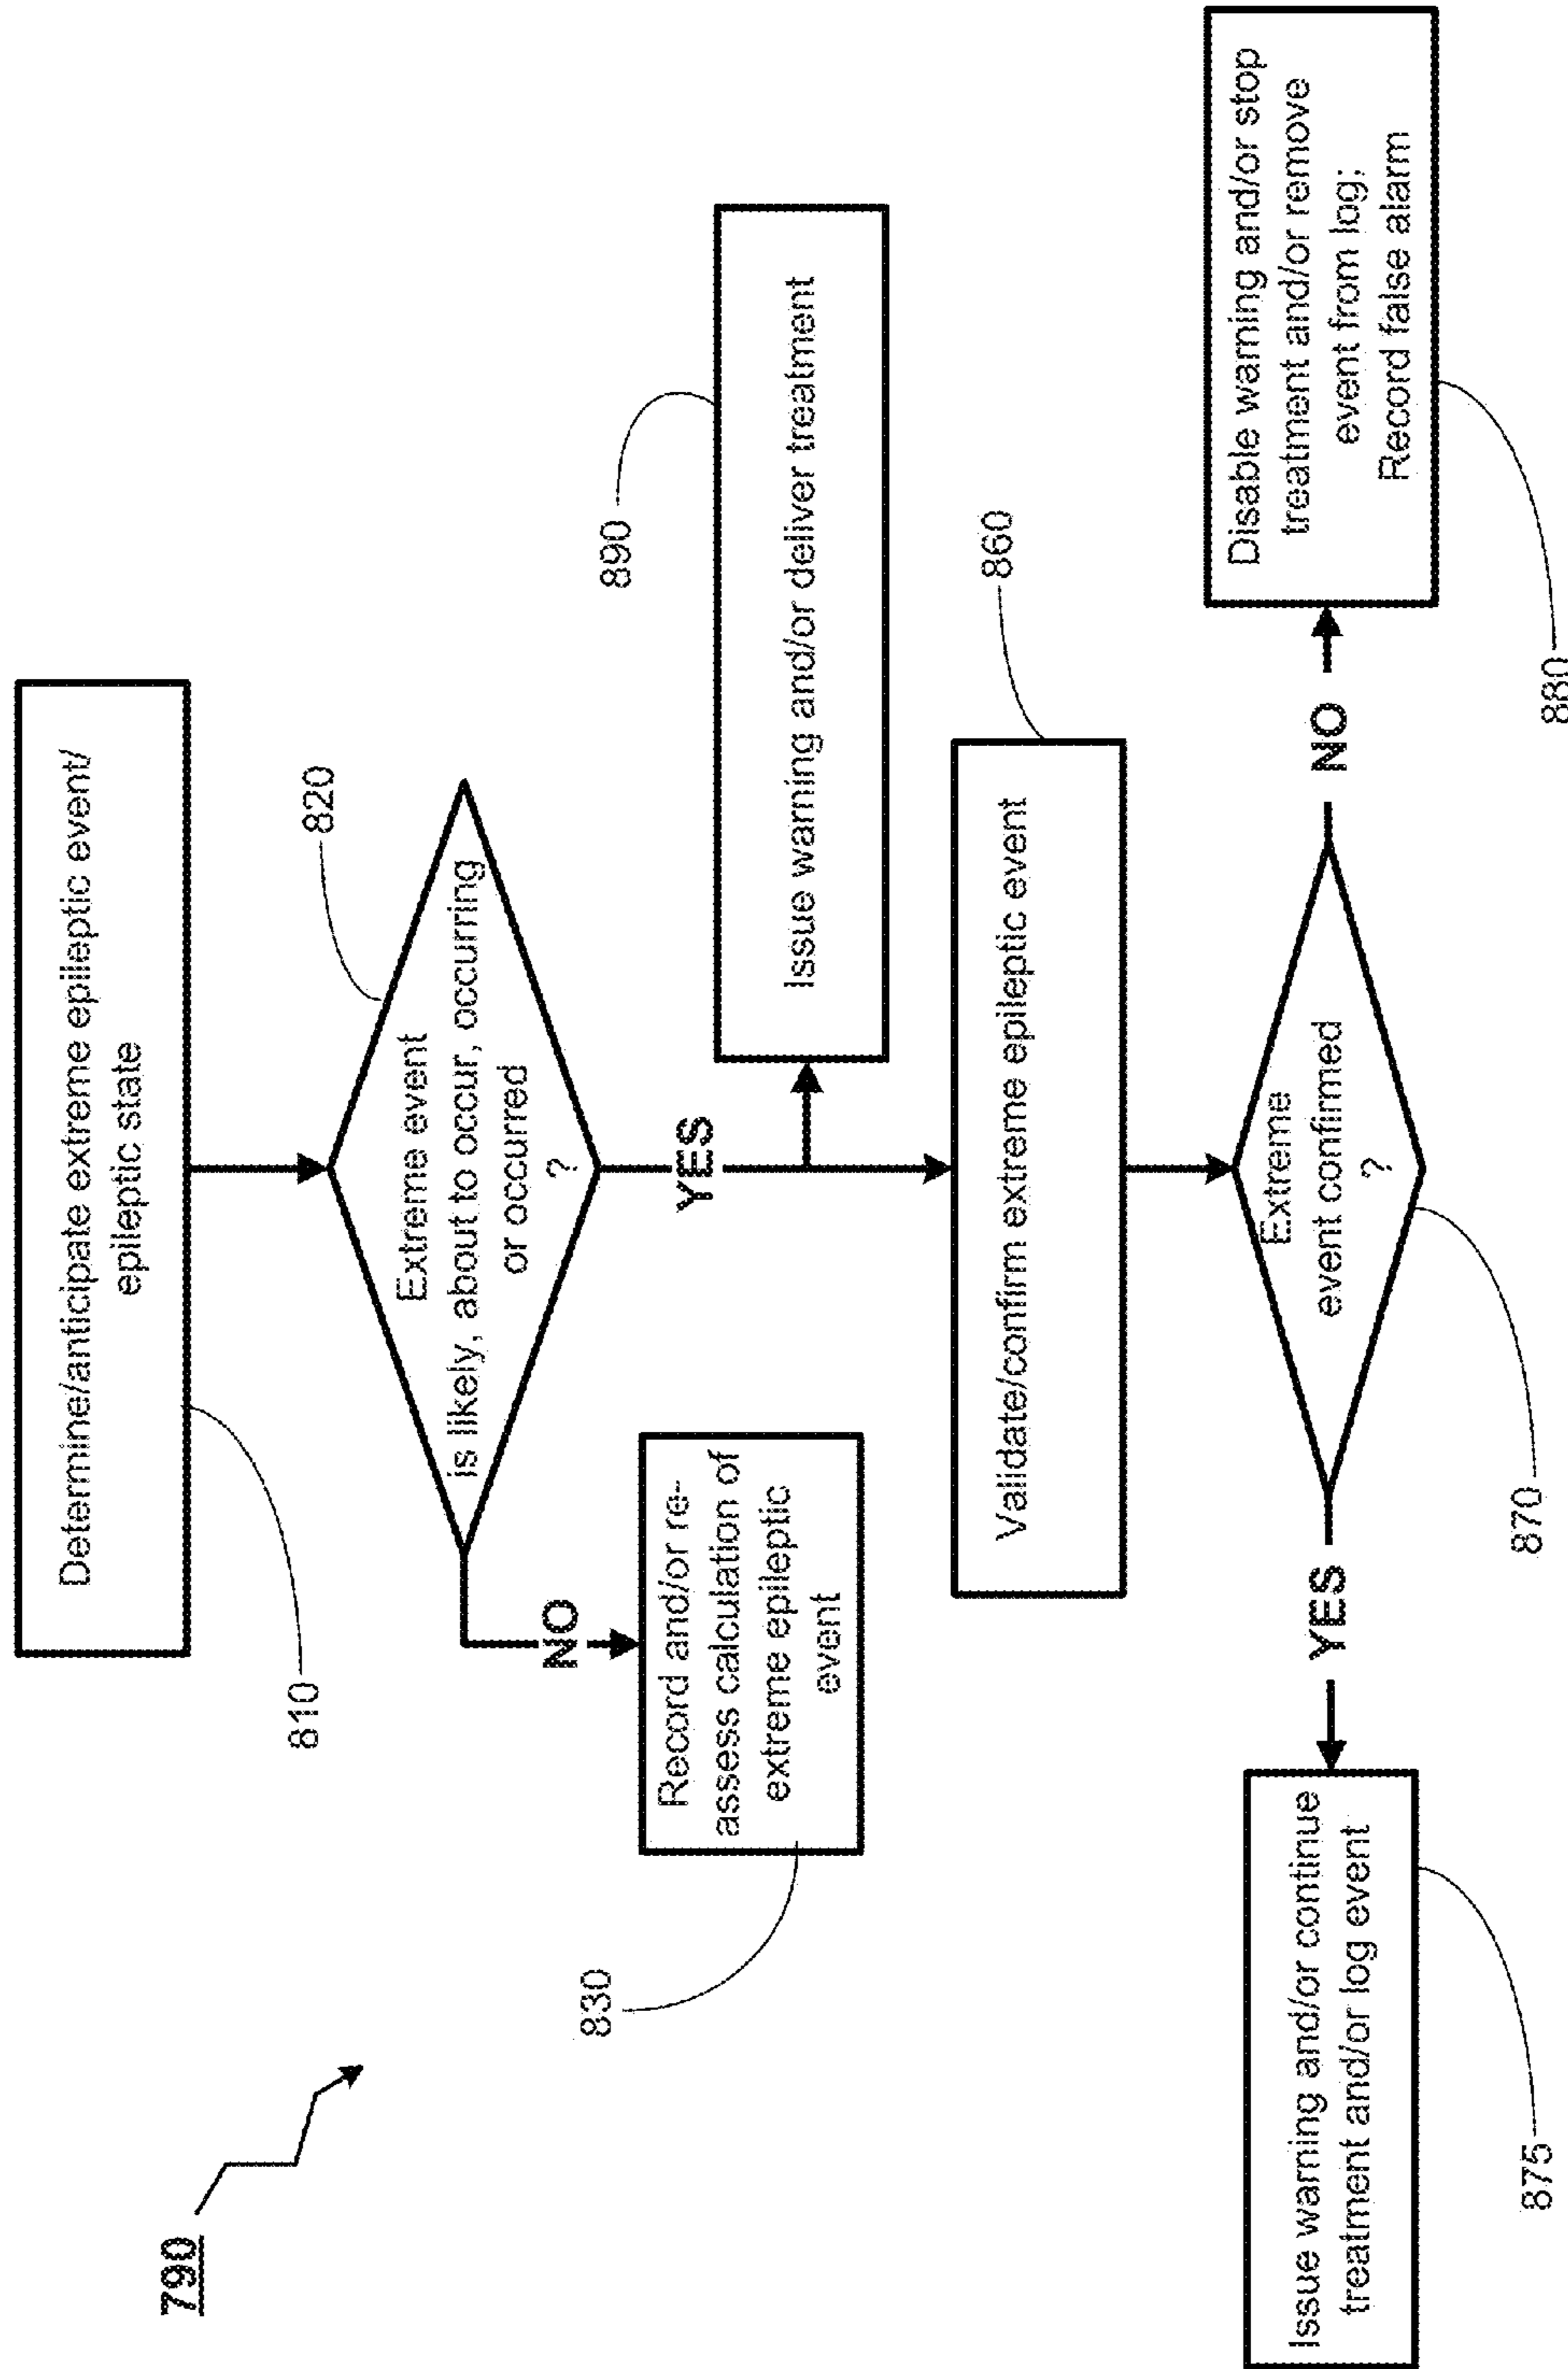 790
Determine/anticipate extreme epileptic event/
epileptic state
810
820
Extreme event
is likely, about to occur, occurring
or occurred
?
NO
YES
Record and/or re-
assess calculation of
extreme epileptic
event
830
890
Issue warning and/or deliver treatment
Validate/confirm extreme epileptic event
860
Extreme
event confirmed
?
870
YES
NO
Issue warning and/or continue
treatment and/or log event
875
Disable warning and/or stop
treatment and/or remove
event from log;
Record false alarm
880